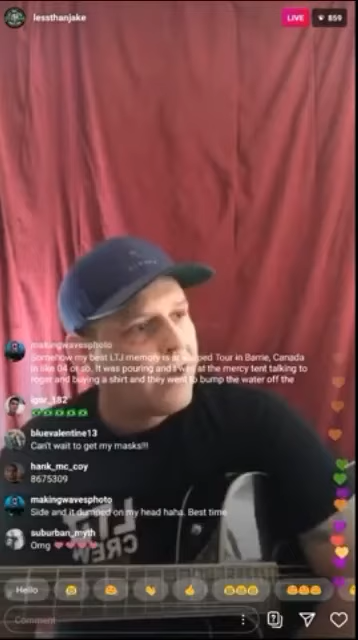 lessthanjake
LIVE
859
makingwavesphoto
Somehow my best LTJ memory is at Warped Tour in Barrie, Canada
in like 04 or so. It was pouring and I was at the mercy tent talking to
roger and buying a shirt and they went to bump the water off the
igor_182
bluevalentine13
Can't wait to get my masks!!!
hank_mc_coy
8675309
makingwavesphoto
Side and it dumped on my head haha. Best time
suburban_myth
Omg
LTJ
CREW
Hello
Comment